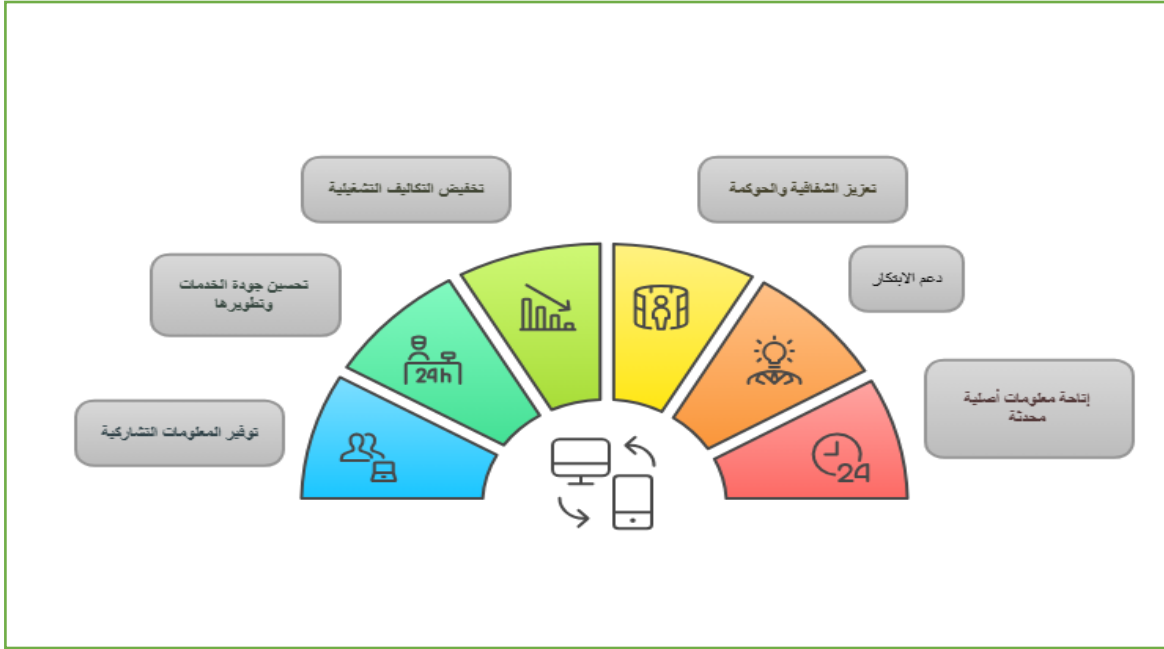 تعزيز الشفافية والحوكمة
تخفيض التكاليف التشغيلية
دعم الابتكار
تحسين جودة الخدمات
وتطويرها
إتاحة معلومات أصلية
محدثة
توفير المعلومات التشاركية
24h
24